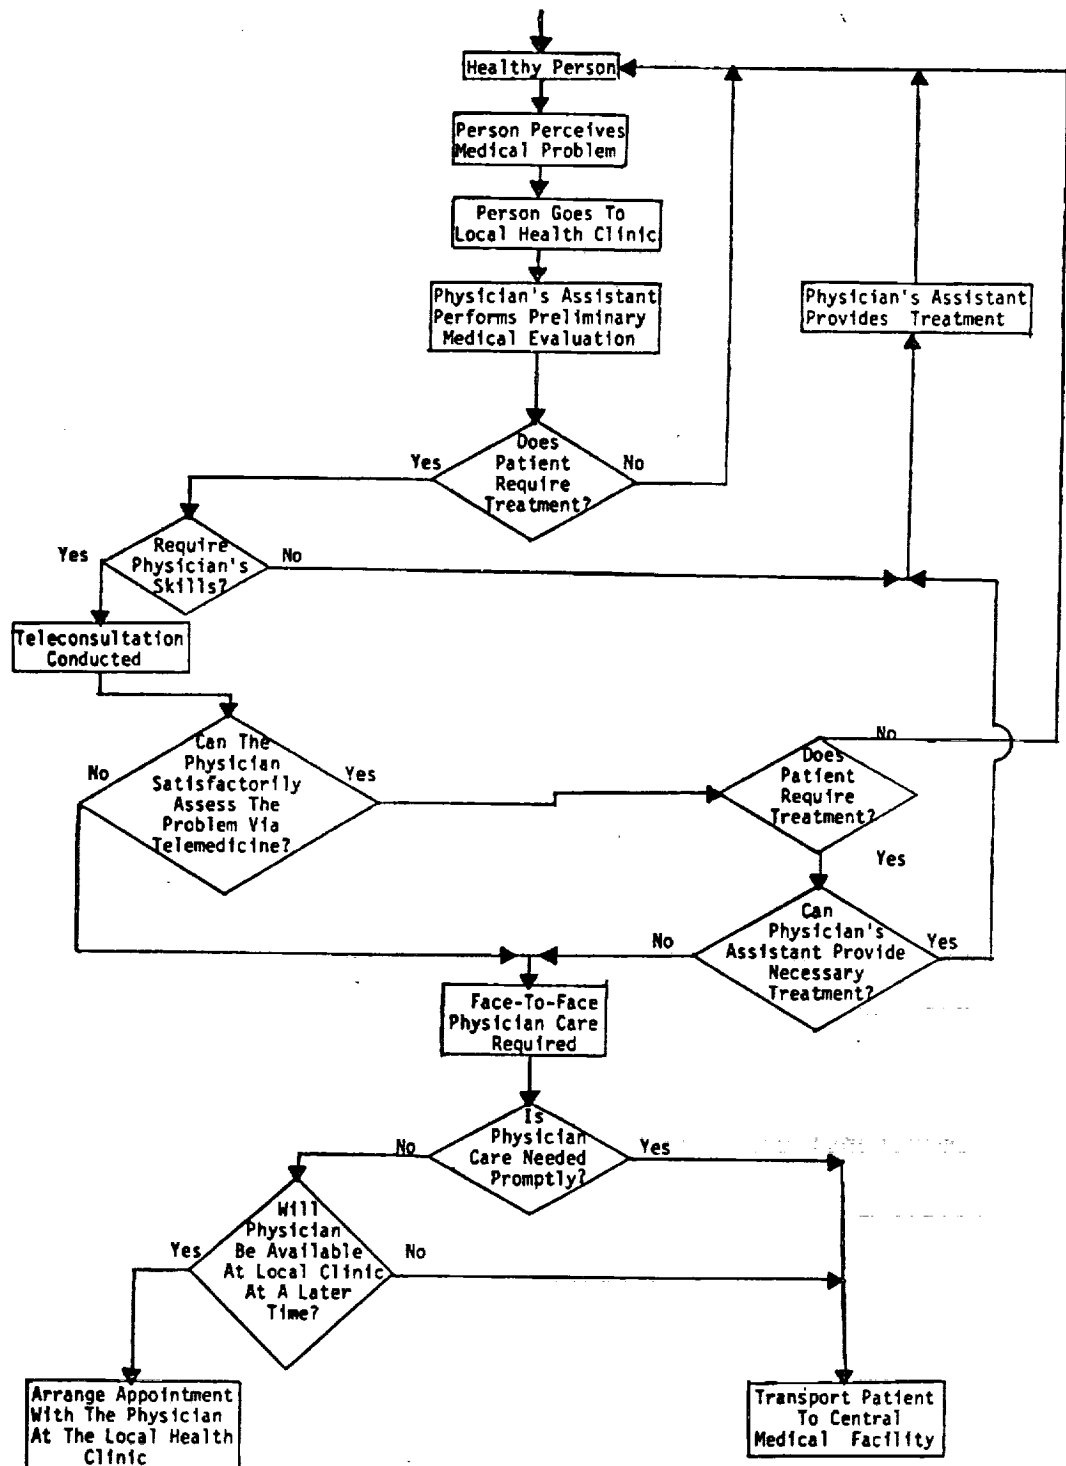 Healthy Person
Person Perceives
Medical Problem
Person Goes To
Local Health Clinic
Physician's Assistant
Performs Preliminary
Medical Evaluation
Physician's Assistant
Provides Treatment
Does
Patient
Require
Treatment?
Yes
No
Require
Physician's
Skills?
Yes
No
Teleconsultation
Conducted
Can The
Physician
Satisfactorily
Assess The
Problem Via
Telemedicine?
No
Yes
Does
Patient
Require
Treatment?
No
Yes
Can
Physician's
Assistant Provide
Necessary
Treatment?
No
Yes
Face-To-Face
Physician Care
Required
Is
Physician
Care Needed
Promptly?
No
Yes
Will
Physician
Be Available
At Local Clinic
At A Later
Time?
Yes
No
Arrange Appointment
With The Physician
At The Local Health
Clinic
Transport Patient
To Central
Medical Facility